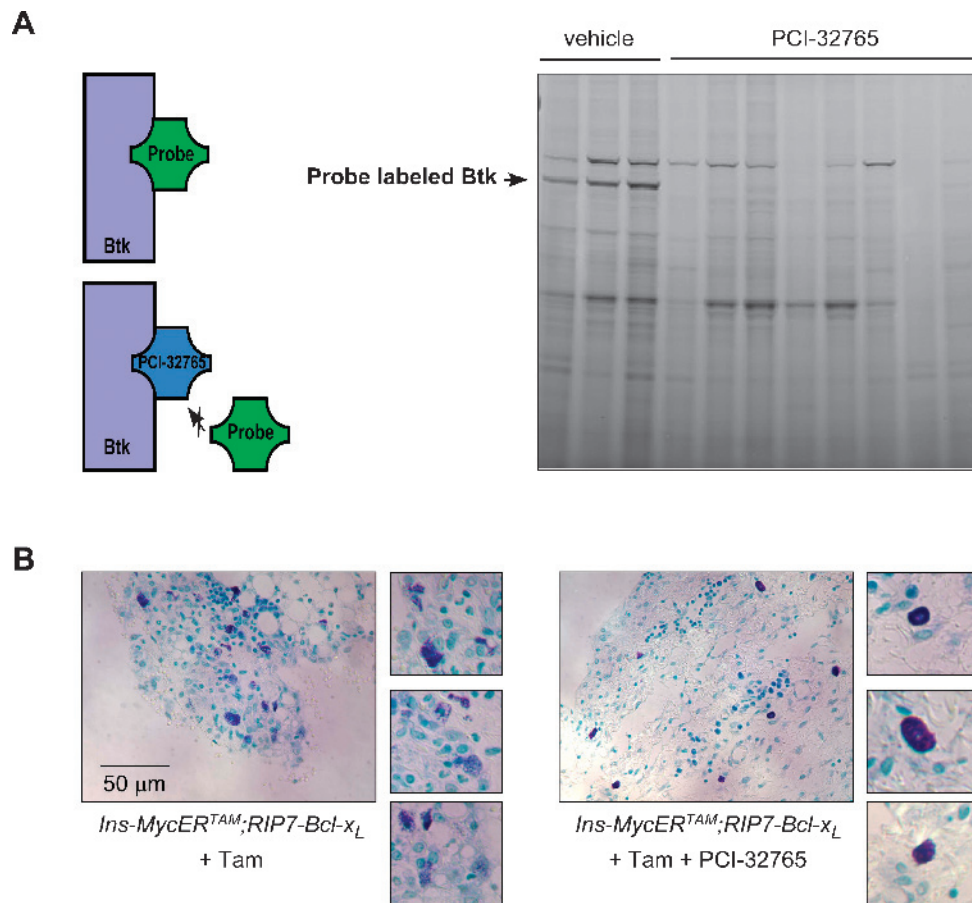 A
vehicle
PCI-32765
Probe
Btk
Probe labeled Btk
PCI-32765
Probe
Btk
B
50 μm
Ins-MycER^TAM;RIP7-Bcl-x_L
+ Tam
Ins-MycER^TAM;RIP7-Bcl-x_L
+ Tam + PCI-32765